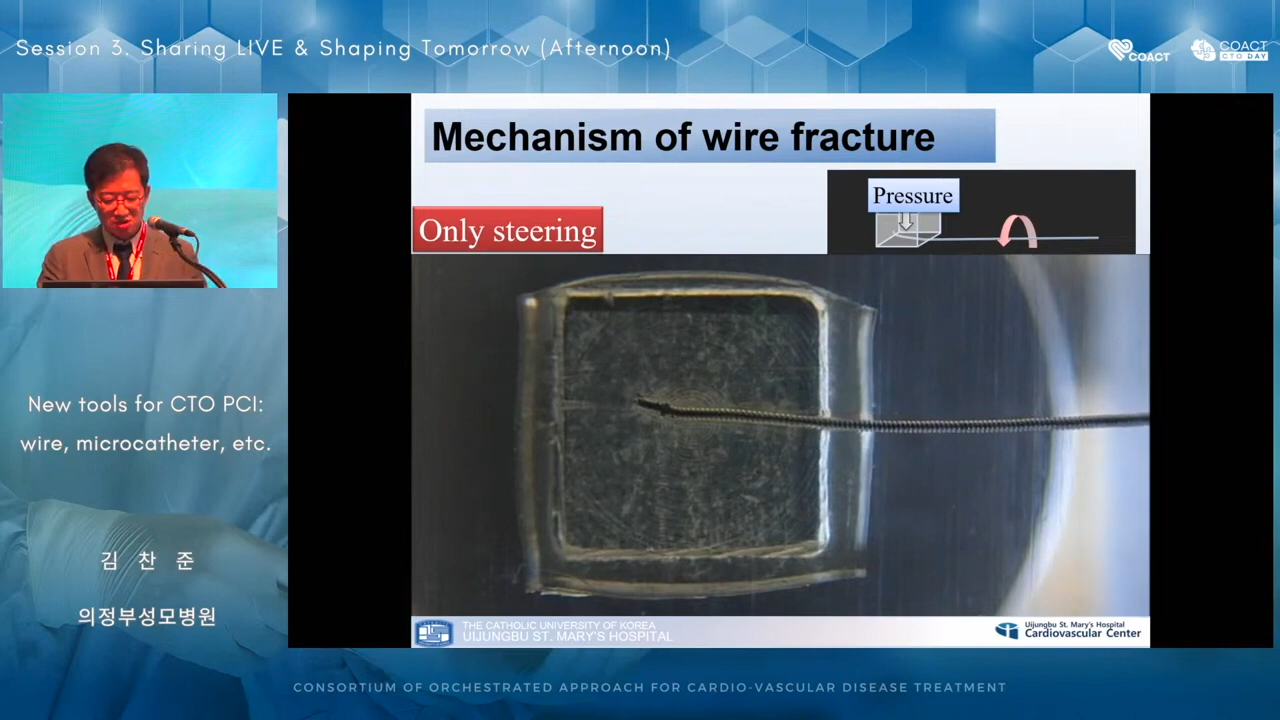 Session 3. Sharing LIVE & Shaping Tomorrow (Afternoon)
COACT
COACT
CTO DAY
Mechanism of wire fracture
Pressure
Only steering
New tools for CTO PCI:
wire, microcatheter, etc.
김 찬 준
의정부성모병원
THE CATHOLIC UNIVERSITY OF KOREA
UIJUNGBU ST. MARY'S HOSPITAL
Uijungbu St. Mary's Hospital
Cardiovascular Center
CONSORTIUM OF ORCHESTRATED APPROACH FOR CARDIO-VASCULAR DISEASE TREATMENT